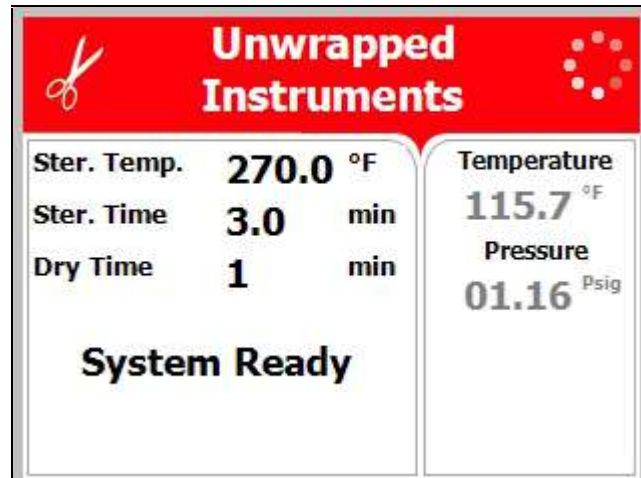 Unwrapped
Instruments
Ster. Temp. 270.0 °F
Ster. Time 3.0 min
Dry Time 1 min
System Ready
Temperature
115.7 °F
Pressure
01.16 Psig